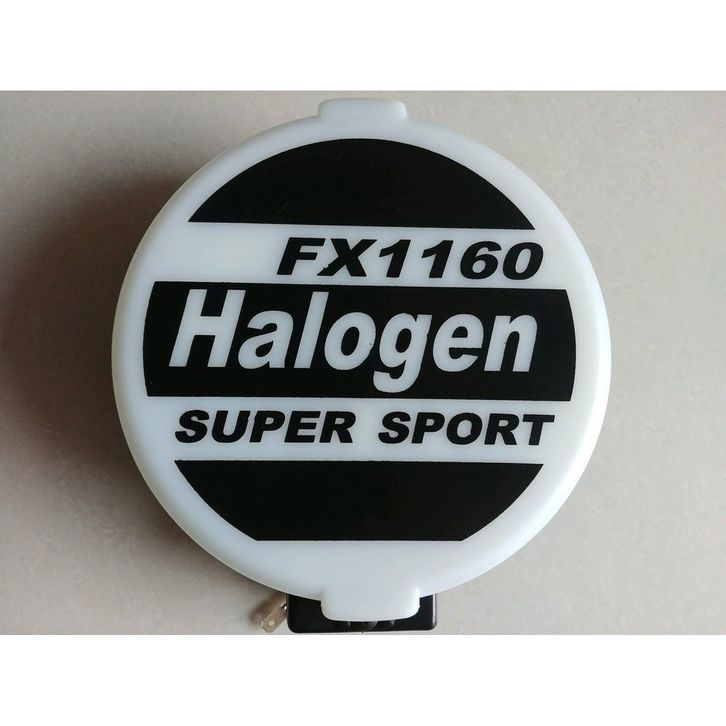 FX1160
Halogen
SUPER SPORT